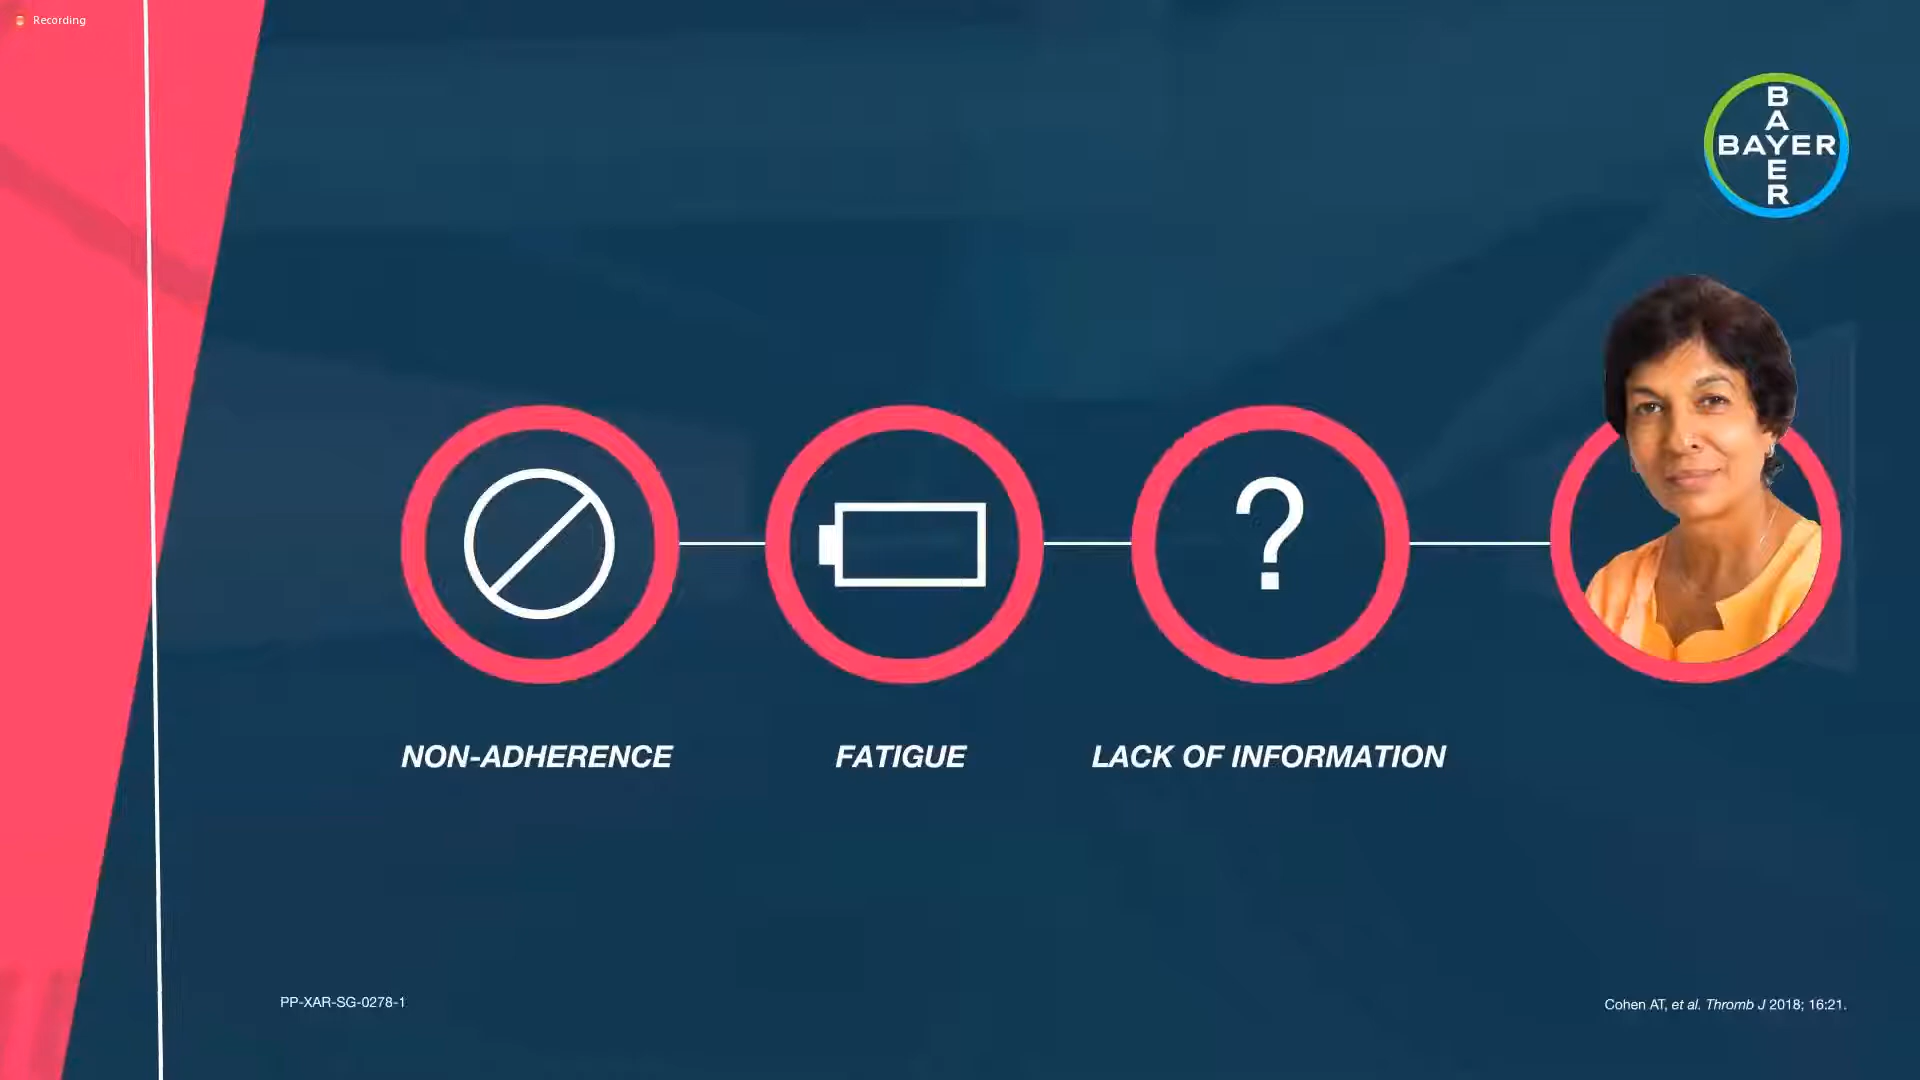 Recording
B
A
BAYER
E
R
?
NON-ADHERENCE
FATIGUE
LACK OF INFORMATION
PP-XAR-SG-0278-1
Cohen AT, et al. Thromb J 2018; 16:21.